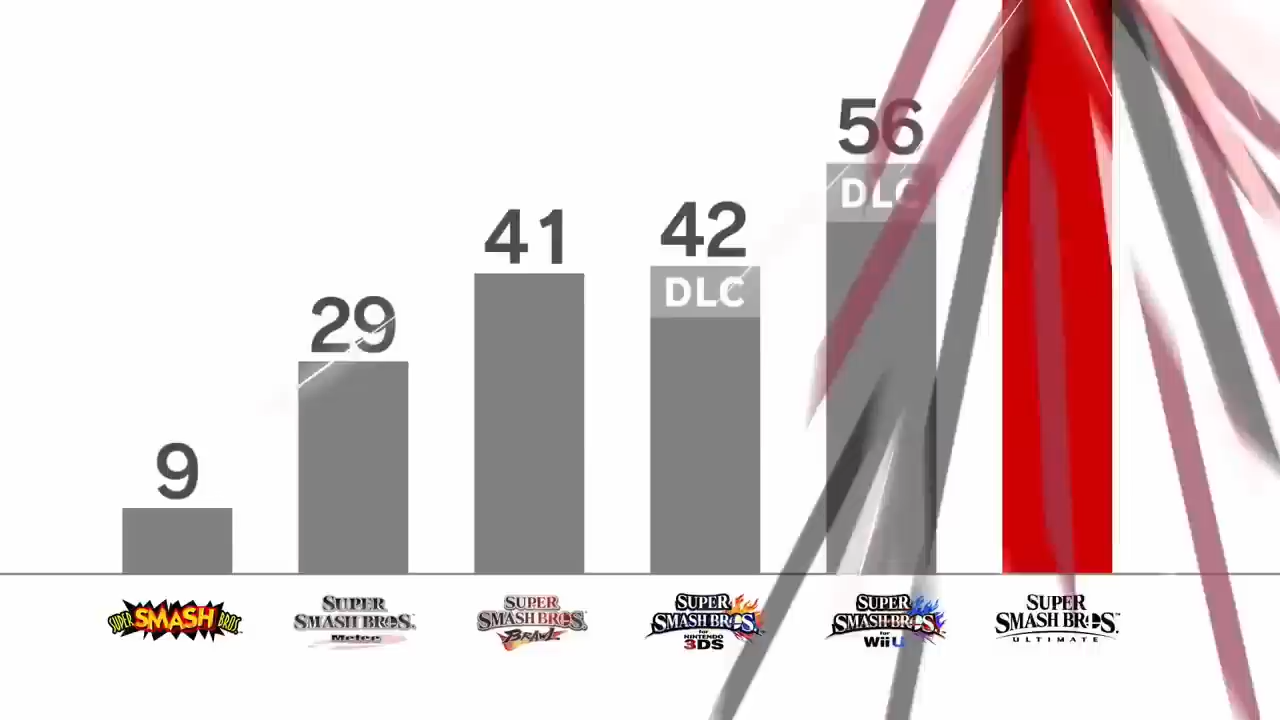 9
29
41
42
DLC
56
DLC
SUPER SMASH BROS.
SUPER
SMASH BROS.
Melee
SUPER
SMASH BROS.
BRAWL
SUPER
SMASH BROS.
for
NINTENDO
3DS
SUPER
SMASH BROS.
for
Wii U
SUPER
SMASH BROS.™
ULTIMATE